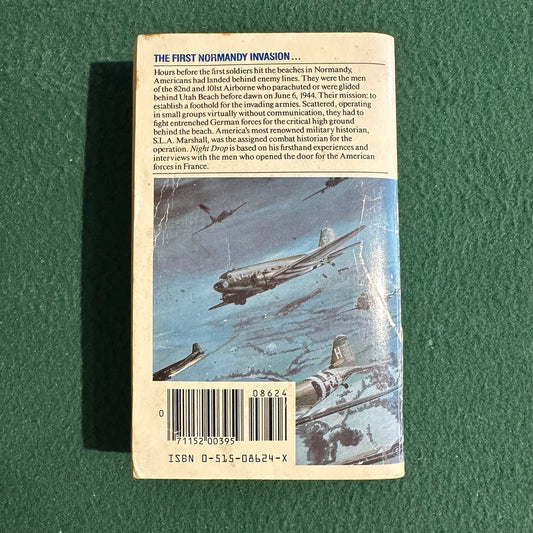 THE FIRST NORMANDY INVASION...
Hours before the first soldiers hit the beaches in Normandy,
Americans had landed behind enemy lines. They were the men
of the 82nd and 101st Airborne who parachuted or were glided
behind Utah Beach before dawn on June 6, 1944. Their mission: to
establish a foothold for the invading armies. Scattered, operating
in small groups virtually without communication, they had to
fight entrenched German forces for the critical high ground
behind the beach. America's most renowned military historian,
S.L.A. Marshall, was the assigned combat historian for the
operation. Night Drop is based on his firsthand experiences and
interviews with the men who opened the door for the American
forces in France.
H
08624
0
71152 00395
ISBN 0-515-08624-X